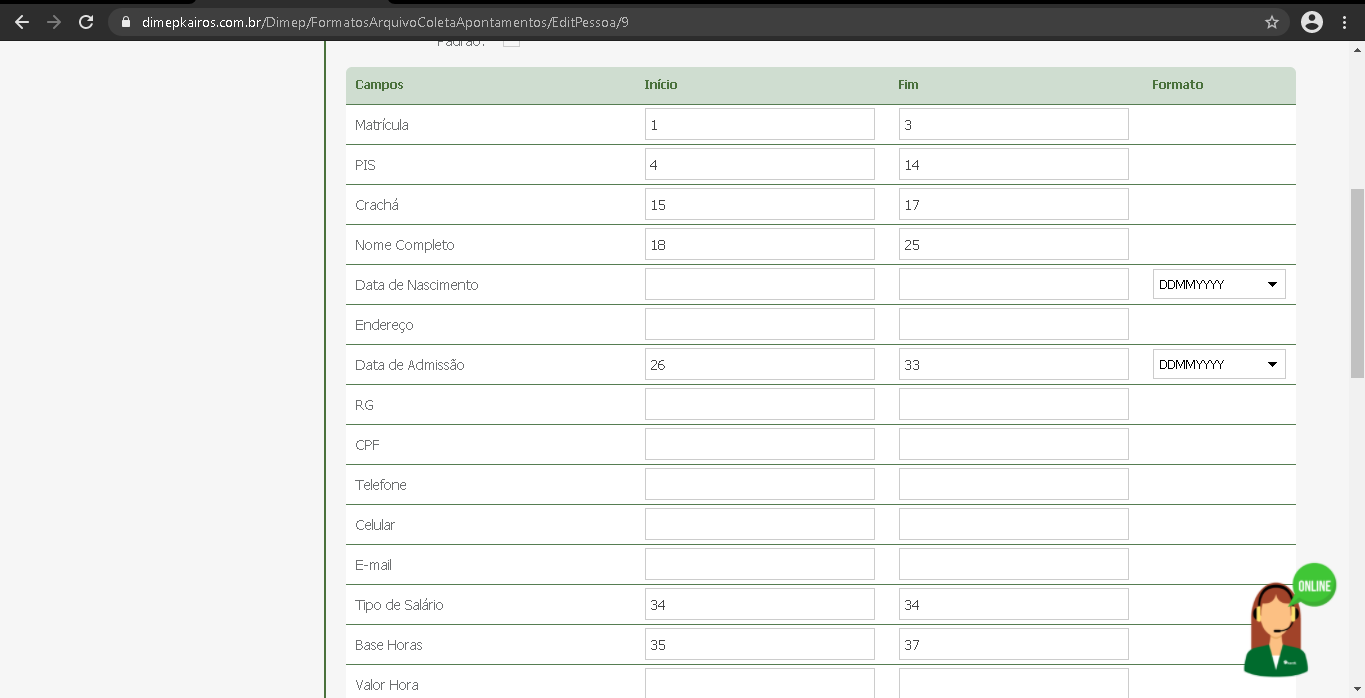 dimepkairos.com.br/Dimep/FormatosArquivoColetaApontamentos/EditPessoa/9
Padrão:
Campos Início Fim Formato
Matrícula 1 3
PIS 4 14
Crachá 15 17
Nome Completo 18 25
Data de Nascimento DDMMYYYY
Endereço
Data de Admissão 26 33 DDMMYYYY
RG
CPF
Telefone
Celular
E-mail
ONLINE
Tipo de Salário 34 34
Base Horas 35 37
Valor Hora